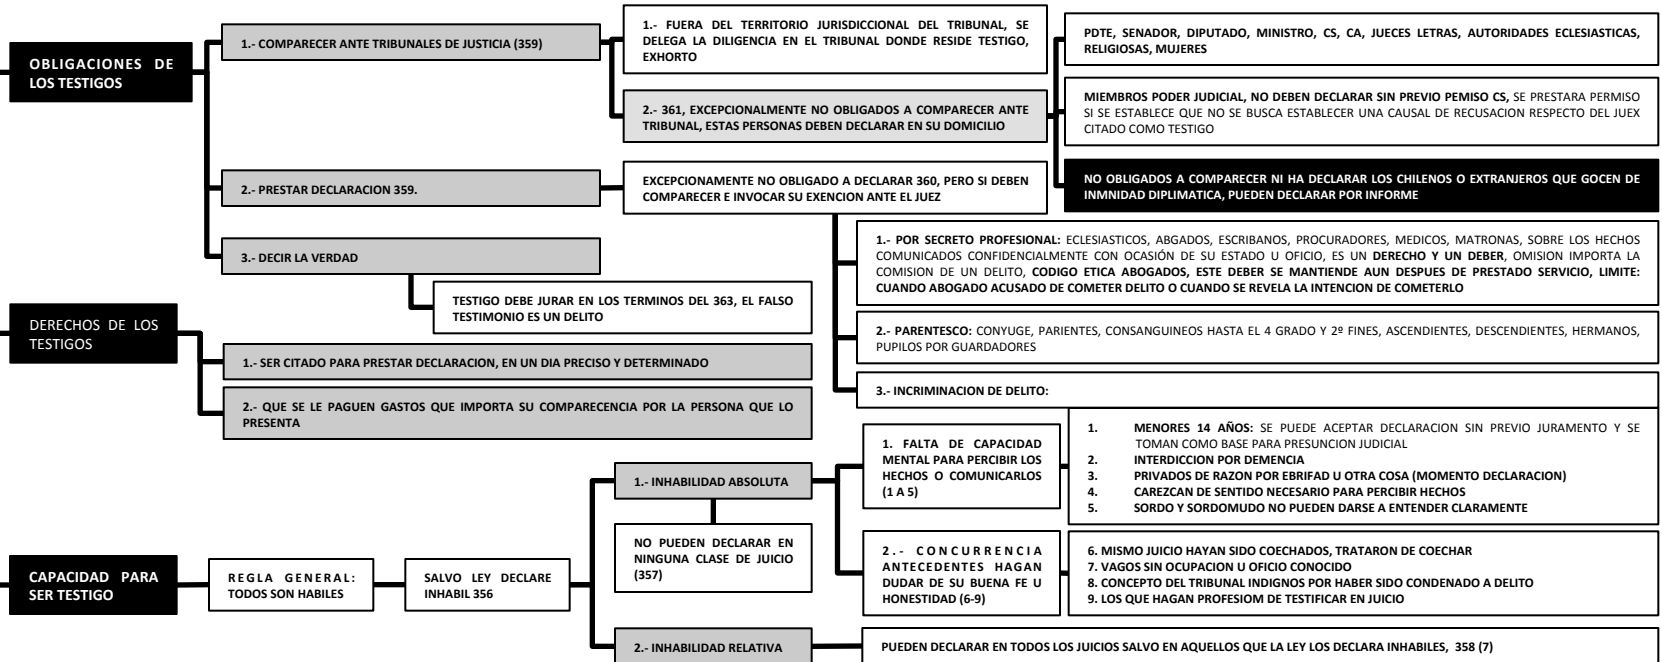 OBLIGACIONES DE
LOS TESTIGOS
1.- COMPARECER ANTE TRIBUNALES DE JUSTICIA (359)
1.- FUERA DEL TERRITORIO JURISDICCIONAL DEL TRIBUNAL, SE
DELEGA LA DILIGENCIA EN EL TRIBUNAL DONDE RESIDE TESTIGO,
EXHORTO
2.- 361, EXCEPCIONALMENTE NO OBLIGADOS A COMPARECER ANTE
TRIBUNAL, ESTAS PERSONAS DEBEN DECLARAR EN SU DOMICILIO
PDTE, SENADOR, DIPUTADO, MINISTRO, CS, CA, JUECES LETRAS, AUTORIDADES ECLESIASTICAS,
RELIGIOSAS, MUJERES
MIEMBROS PODER JUDICIAL, NO DEBEN DECLARAR SIN PREVIO PEMISO CS, SE PRESTARA PERMISO
SI SE ESTABLECE QUE NO SE BUSCA ESTABLECER UNA CAUSAL DE RECUSACION RESPECTO DEL JUEX
CITADO COMO TESTIGO
NO OBLIGADOS A COMPARECER NI HA DECLARAR LOS CHILENOS O EXTRANJEROS QUE GOCEN DE
INMNIDAD DIPLIMATICA, PUEDEN DECLARAR POR INFORME
2.- PRESTAR DECLARACION 359.
EXCEPCIONAMENTE NO OBLIGADO A DECLARAR 360, PERO SI DEBEN
COMPARECER E INVOCAR SU EXENCION ANTE EL JUEZ
1.- POR SECRETO PROFESIONAL: ECLESIASTICOS, ABGADOS, ESCRIBANOS, PROCURADORES, MEDICOS, MATRONAS, SOBRE LOS HECHOS
COMUNICADOS CONFIDENCIALMENTE CON OCASIÓN DE SU ESTADO U OFICIO, ES UN DERECHO Y UN DEBER, OMISION IMPORTA LA
COMISION DE UN DELITO, CODIGO ETICA ABOGADOS, ESTE DEBER SE MANTIENDE AUN DESPUES DE PRESTADO SERVICIO, LIMITE:
CUANDO ABOGADO ACUSADO DE COMETER DELITO O CUANDO SE REVELA LA INTENCION DE COMETERLO
2.- PARENTESCO: CONYUGE, PARIENTES, CONSANGUINEOS HASTA EL 4 GRADO Y 2º FINES, ASCENDIENTES, DESCENDIENTES, HERMANOS,
PUPILOS POR GUARDADORES
3.- INCRIMINACION DE DELITO:
3.- DECIR LA VERDAD
TESTIGO DEBE JURAR EN LOS TERMINOS DEL 363, EL FALSO
TESTIMONIO ES UN DELITO
DERECHOS DE LOS
TESTIGOS
1.- SER CITADO PARA PRESTAR DECLARACION, EN UN DIA PRECISO Y DETERMINADO
2.- QUE SE LE PAGUEN GASTOS QUE IMPORTA SU COMPARECENCIA POR LA PERSONA QUE LO
PRESENTA
CAPACIDAD PARA
SER TESTIGO
REGLA GENERAL:
TODOS SON HABILES
SALVO LEY DECLARE
INHABIL 356
1.- INHABILIDAD ABSOLUTA
NO PUEDEN DECLARAR EN
NINGUNA CLASE DE JUICIO
(357)
1. FALTA DE CAPACIDAD
MENTAL PARA PERCIBIR LOS
HECHOS O COMUNICARLOS
(1 A 5)
1. MENORES 14 AÑOS: SE PUEDE ACEPTAR DECLARACION SIN PREVIO JURAMENTO Y SE
TOMAN COMO BASE PARA PRESUNCION JUDICIAL
2. INTERDICCION POR DEMENCIA
3. PRIVADOS DE RAZON POR EBRIFAD U OTRA COSA (MOMENTO DECLARACION)
4. CAREZCAN DE SENTIDO NECESARIO PARA PERCIBIR HECHOS
5. SORDO Y SORDOMUDO NO PUEDEN DARSE A ENTENDER CLARAMENTE
2.- CONCURRENCIA
ANTECEDENTES HAGAN
DUDAR DE SU BUENA FE U
HONESTIDAD (6-9)
6. MISMO JUICIO HAYAN SIDO COECHADOS, TRATARON DE COECHAR
7. VAGOS SIN OCUPACION U OFICIO CONOCIDO
8. CONCEPTO DEL TRIBUNAL INDIGNOS POR HABER SIDO CONDENADO A DELITO
9. LOS QUE HAGAN PROFESIOM DE TESTIFICAR EN JUICIO
2.- INHABILIDAD RELATIVA
PUEDEN DECLARAR EN TODOS LOS JUICIOS SALVO EN AQUELLOS QUE LA LEY LOS DECLARA INHABILES, 358 (7)